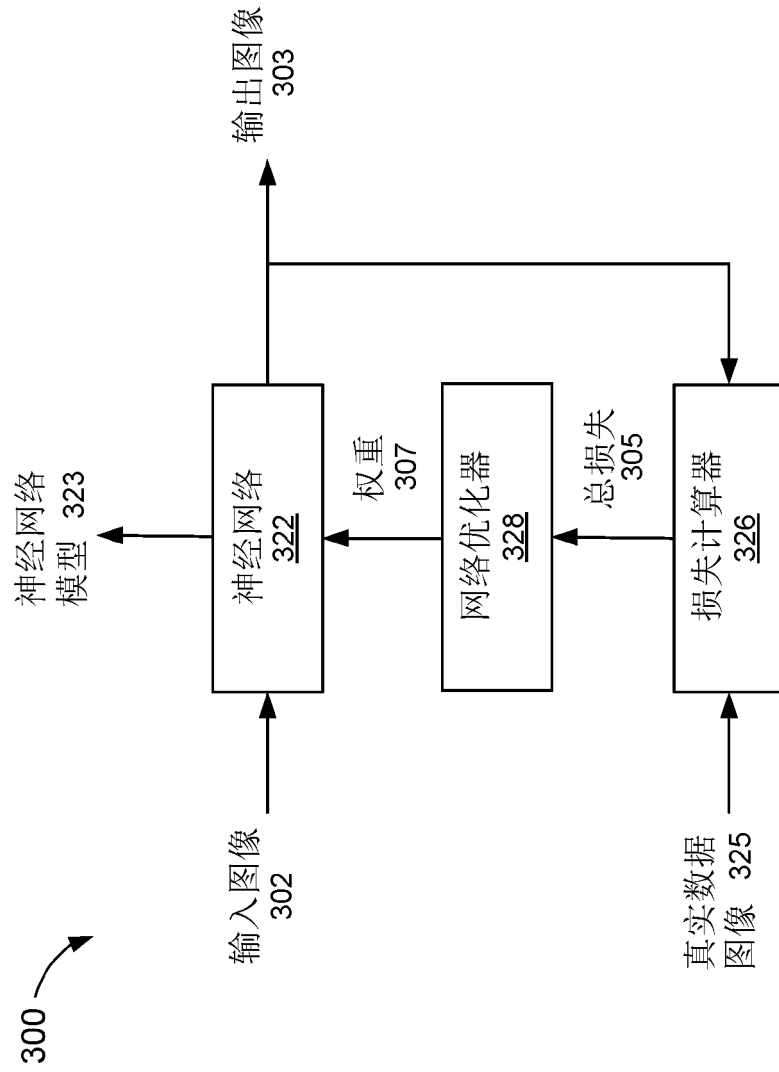 300
神经网络
模型 323
输入图像
302
神经网络
322
输出图像
303
权重
307
网络优化器
328
总损失
305
真实数据
图像 325
损失计算器
326